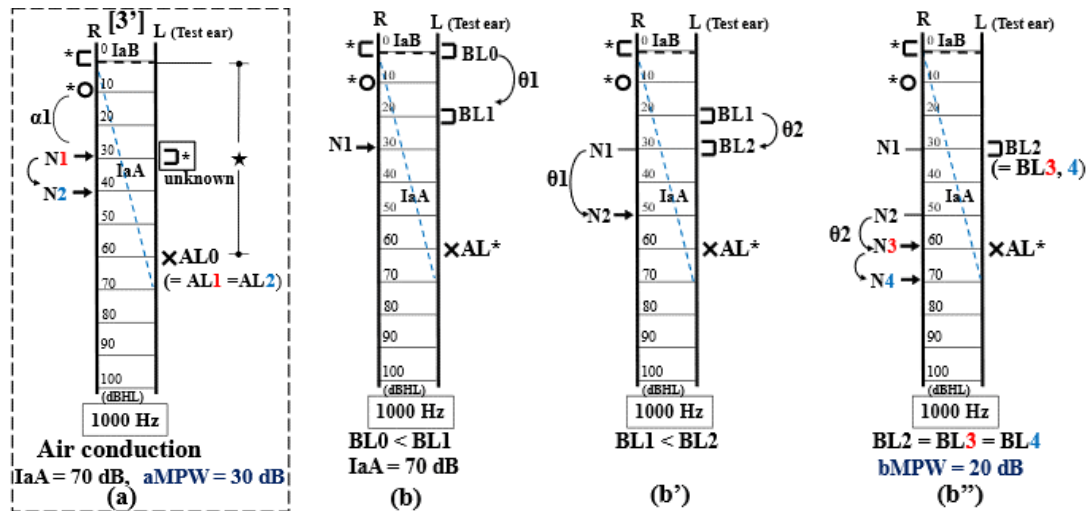 [3’]
R L (Test ear)
IaB
*
*
0
10
20
30
40
50
60
70
80
90
100
α1
N1
N2
IaA
*
unknown
★
AL0
(= AL1 =AL2)
(dBHL)
1000 Hz
Air conduction
IaA = 70 dB, aMPW = 30 dB
(a)
R L (Test ear)
IaB
*
*
0
10
20
30
40
50
60
70
80
90
100
BL0
θ1
BL1
N1
IaA
AL*
(dBHL)
1000 Hz
BL0 < BL1
IaA = 70 dB
(b)
R L (Test ear)
IaB
*
*
0
10
20
30
40
50
60
70
80
90
100
BL1
θ2
BL2
N1
θ1
IaA
N2
AL*
(dBHL)
1000 Hz
BL1 < BL2
(b’)
R L (Test ear)
IaB
*
*
0
10
20
30
40
50
60
70
80
90
100
N1
BL2
(= BL3, 4)
IaA
N2
θ2
N3
AL*
N4
(dBHL)
1000 Hz
BL2 = BL3 = BL4
bMPW = 20 dB
(b’’)